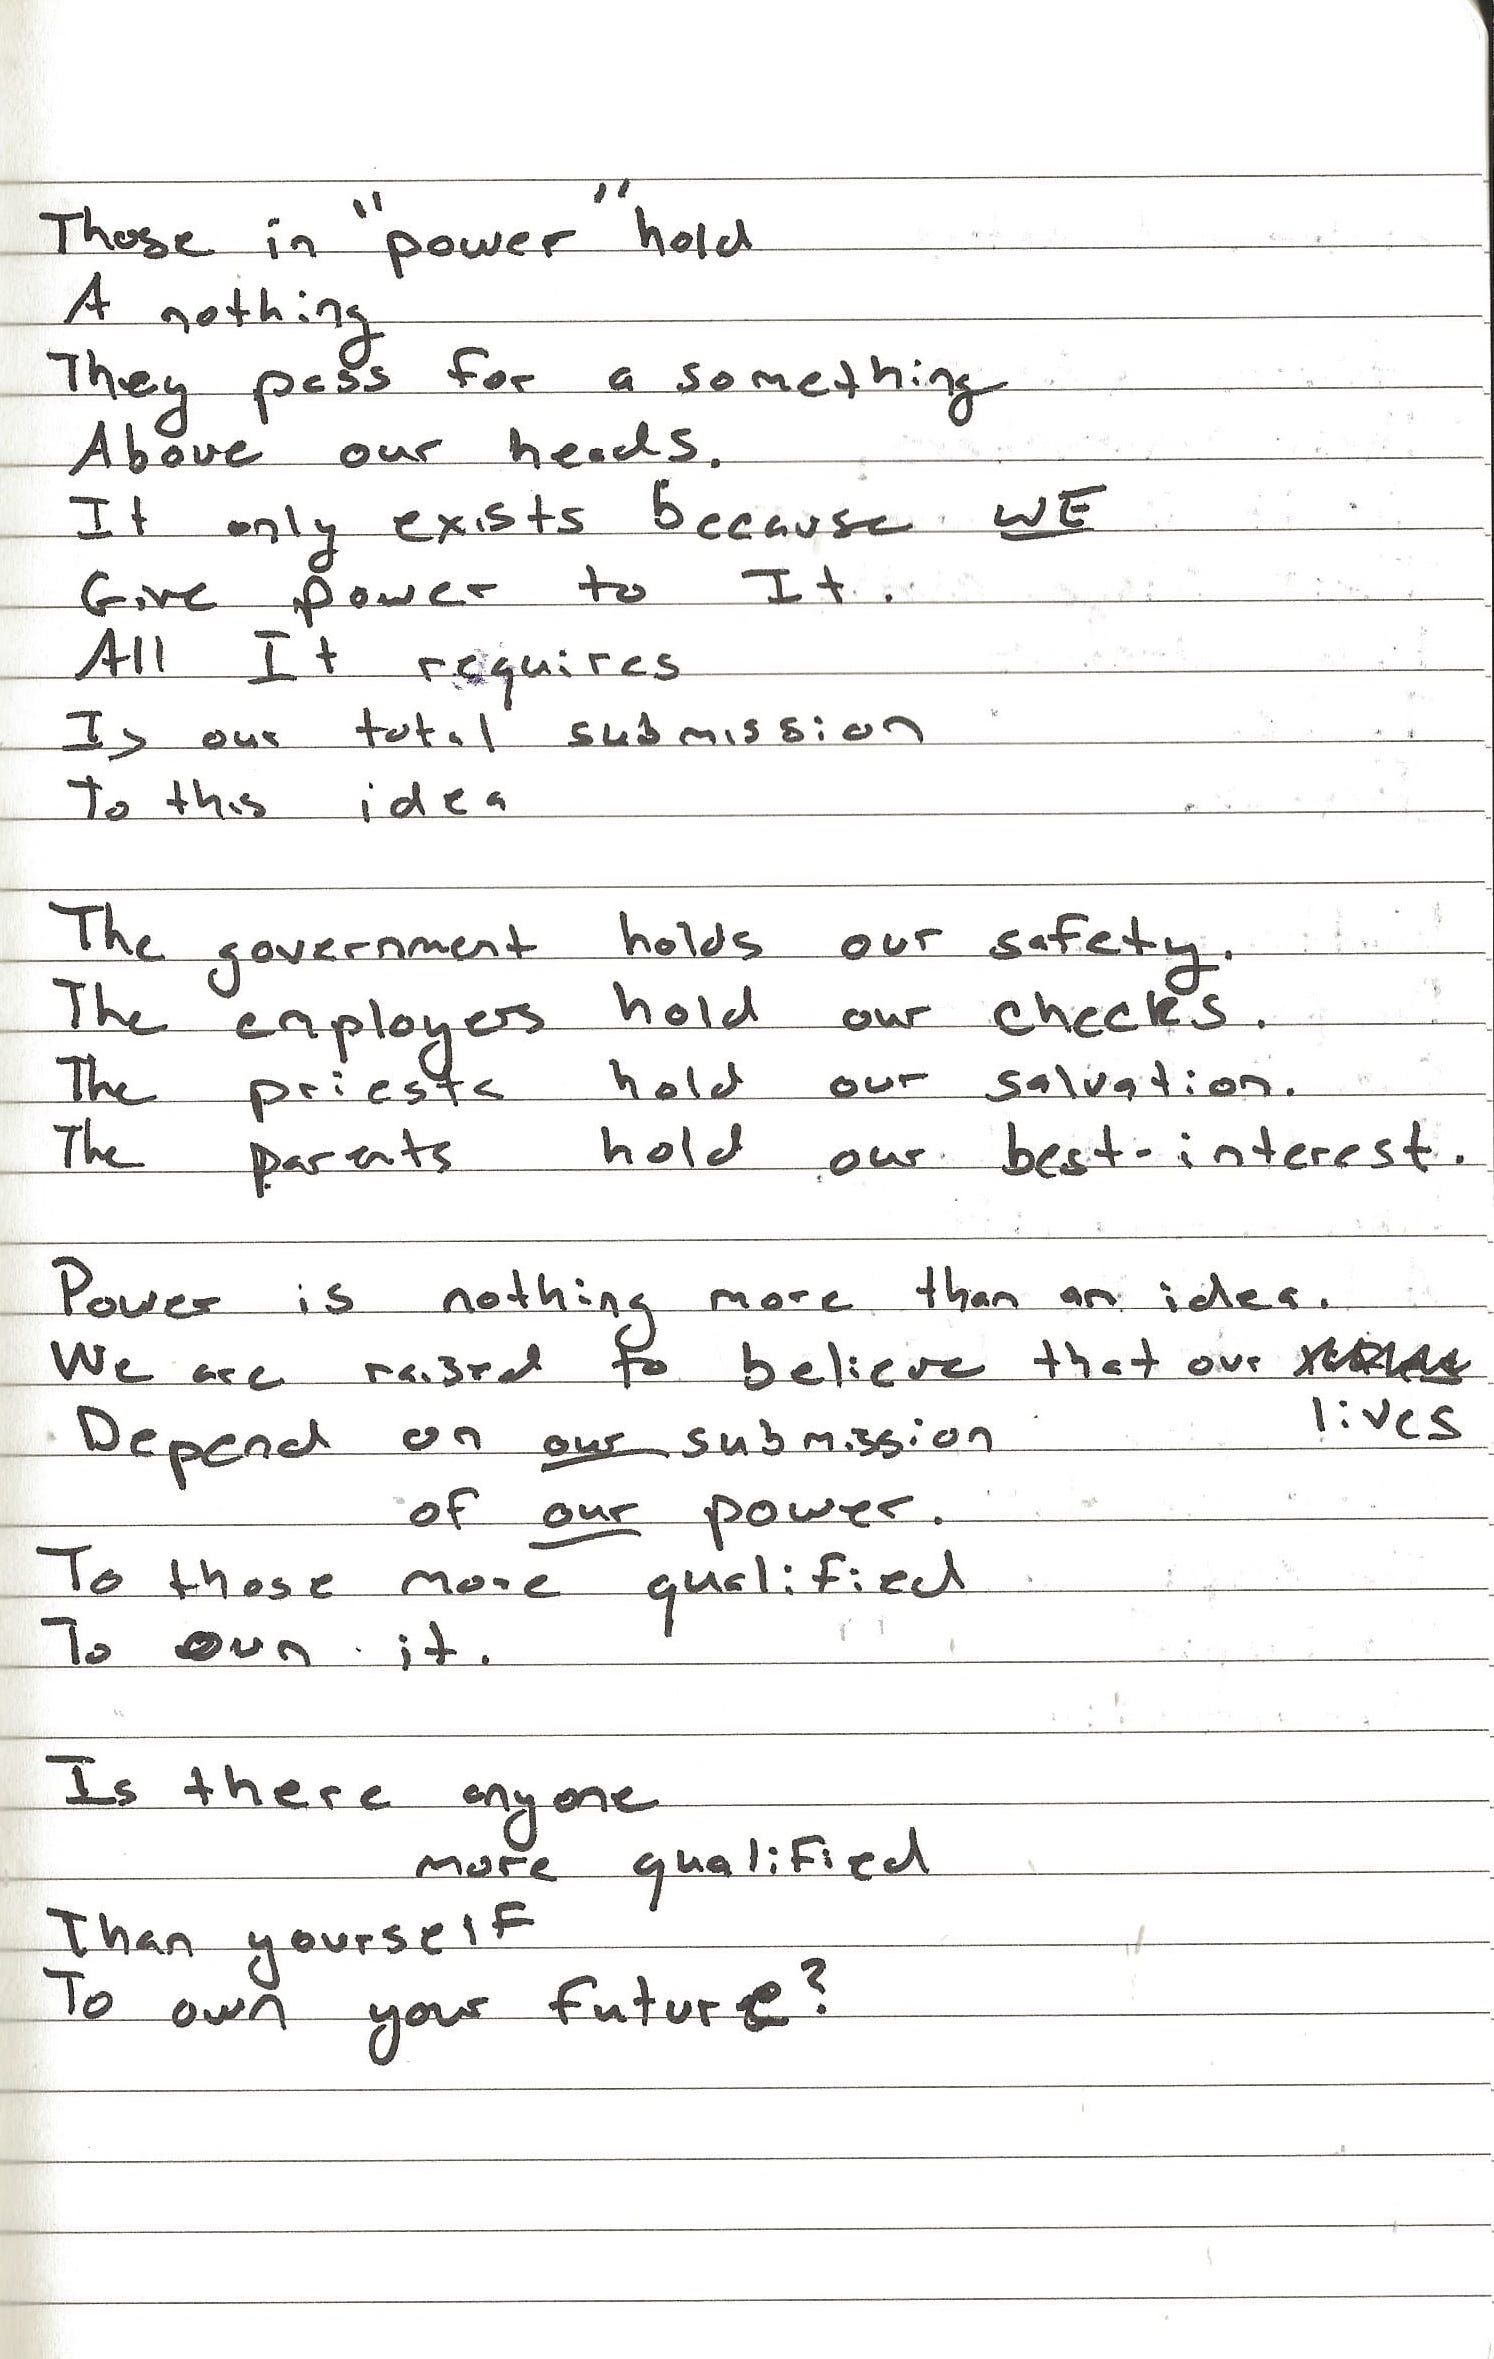 Those in "power" hold
A nothing
They pass for a something
Above our heads.
It only exists because WE
Give power to It.
All It requires
Is our total submission
To this idea
The government holds our safety.
The employers hold our checks.
The priests hold our salvation.
The parents hold our best-interest.
Power is nothing more than an idea.
We are raised to believe that our
lives
Depend on our submission
of our power.
To those more qualified
To own it.
Is there anyone
more qualified
Than yourself
To own your future?